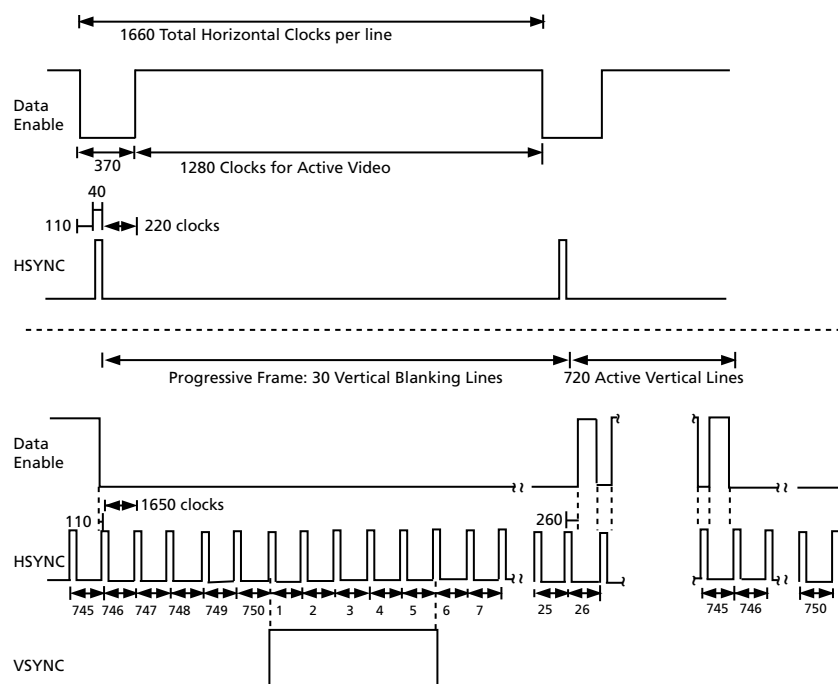 1660 Total Horizontal Clocks per line
Data
Enable
370
1280 Clocks for Active Video
40
110
220 clocks
HSYNC
Progressive Frame: 30 Vertical Blanking Lines
720 Active Vertical Lines
Data
Enable
1650 clocks
110
260
HSYNC
745 746 747 748 749 750 1 2 3 4 5 6 7 25 26 745 746 750
VSYNC